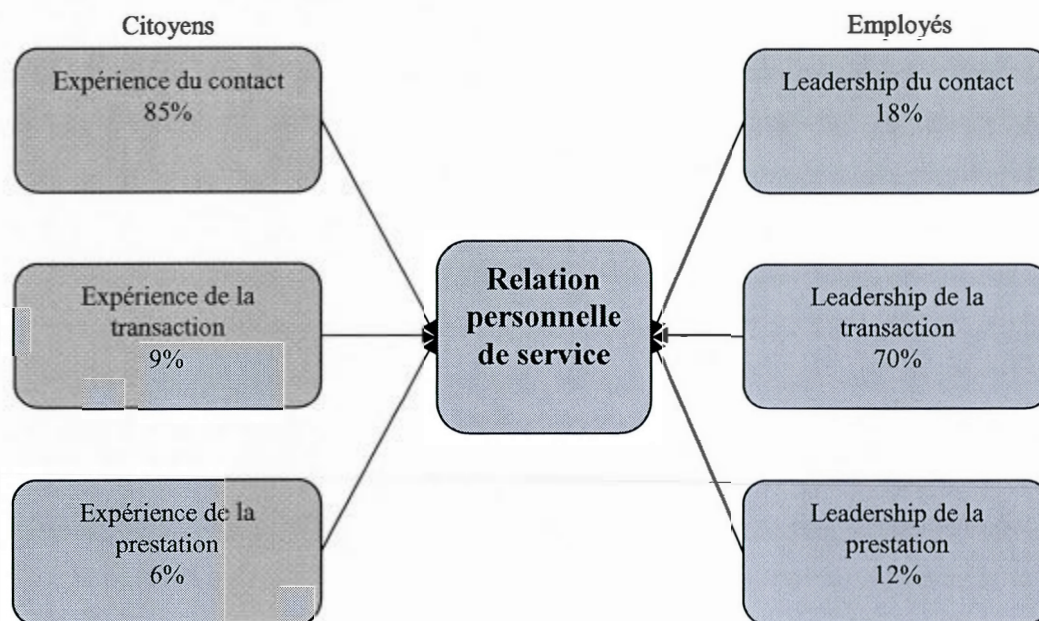 Citoyens
Employés
Expérience du contact
85%
Leadership du contact
18%
Expérience de la
transaction
9%
Relation
personnelle
de service
Leadership de la
transaction
70%
Expérience de la
prestation
6%
Leadership de la
prestation
12%